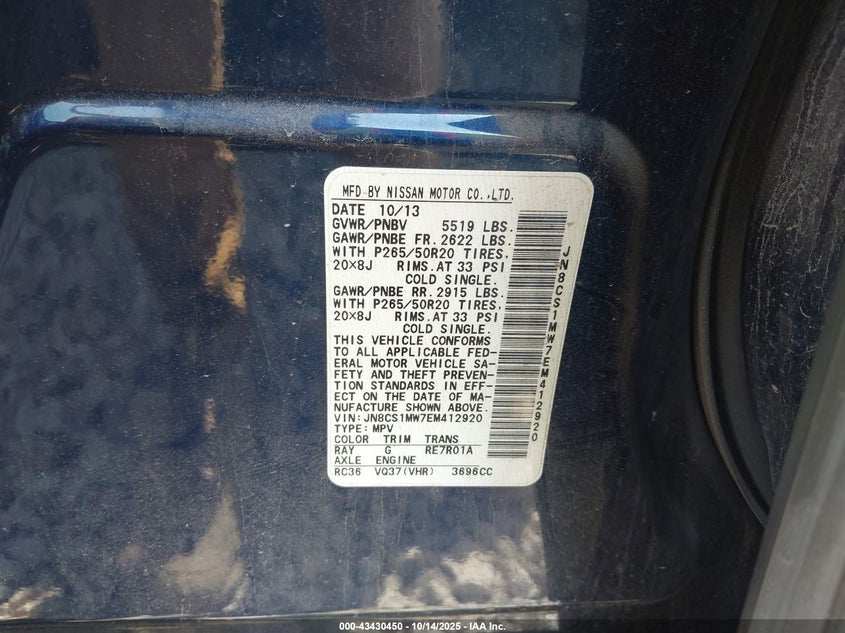 MFD BY NISSAN MOTOR CO.,LTD.
DATE 10/13
GVWR/PNBV 5519 LBS.
GAWR/PNBE FR. 2622 LBS.
WITH P265/50R20 TIRES,
20×8J RIMS.AT 33 PSI
COLD SINGLE.
GAWR/PNBE RR. 2915 LBS.
WITH P265/50R20 TIRES,
20×8J RIMS.AT 33 PSI
COLD SINGLE.
THIS VEHICLE CONFORMS
TO ALL APPLICABLE FED-
ERAL MOTOR VEHICLE SA-
FETY AND THEFT PREVEN-
TION STANDARDS IN EFF-
ECT ON THE DATE OF MA-
NUFACTURE SHOWN ABOVE.
VIN: JN8CS1MW7EM412920
TYPE: MPV
COLOR TRIM TRANS
RAY G RE7R01A
AXLE ENGINE
RC36 VQ37(VHR) 3696CC
JN8CS1MW7EM412920
000-43430450 - 10/14/2025 - IAA Inc.